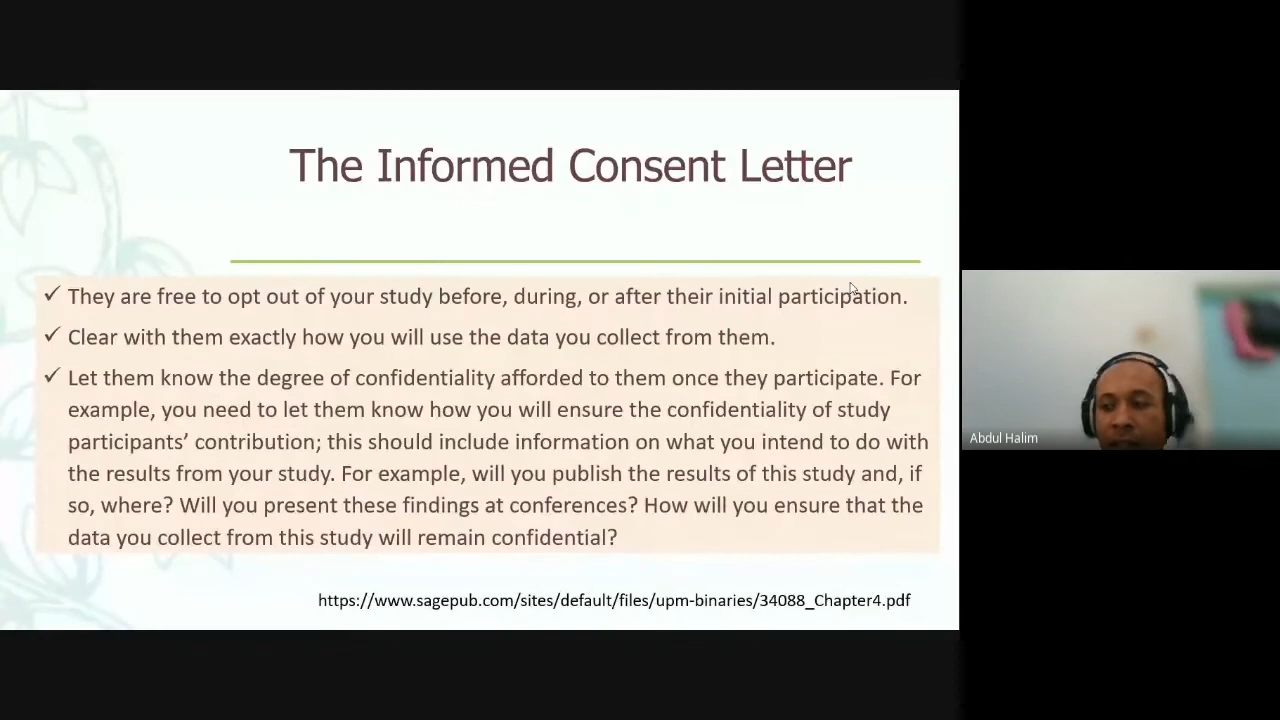 The Informed Consent Letter
✓ They are free to opt out of your study before, during, or after their initial participation.
✓ Clear with them exactly how you will use the data you collect from them.
✓ Let them know the degree of confidentiality afforded to them once they participate. For
example, you need to let them know how you will ensure the confidentiality of study
participants’ contribution; this should include information on what you intend to do with
the results from your study. For example, will you publish the results of this study and, if
so, where? Will you present these findings at conferences? How will you ensure that the
data you collect from this study will remain confidential?
https://www.sagepub.com/sites/default/files/upm-binaries/34088_Chapter4.pdf
Abdul Halim